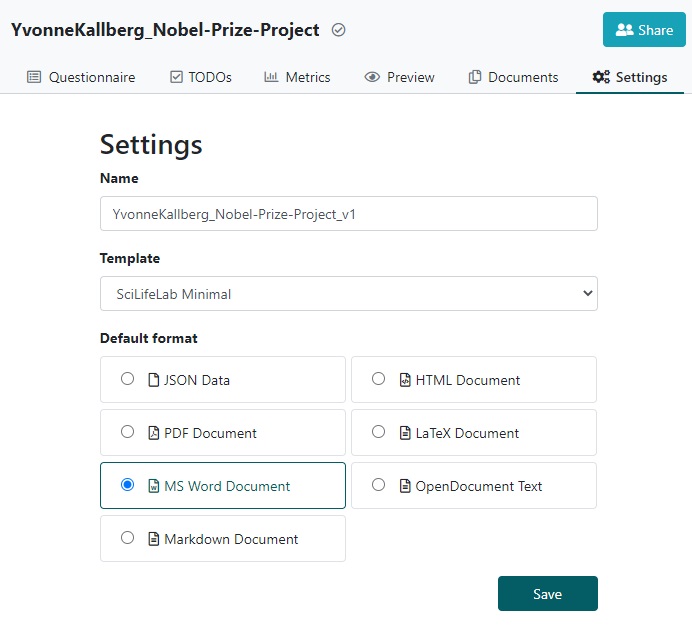 YvonneKallberg_Nobel-Prize-Project
Share
Questionnaire TODOs Metrics Preview Documents Settings
Settings
Name
YvonneKallberg_Nobel-Prize-Project_v1
Template
SciLifeLab Minimal
Default format
JSON Data HTML Document
PDF Document LaTeX Document
MS Word Document OpenDocument Text
Markdown Document
Save